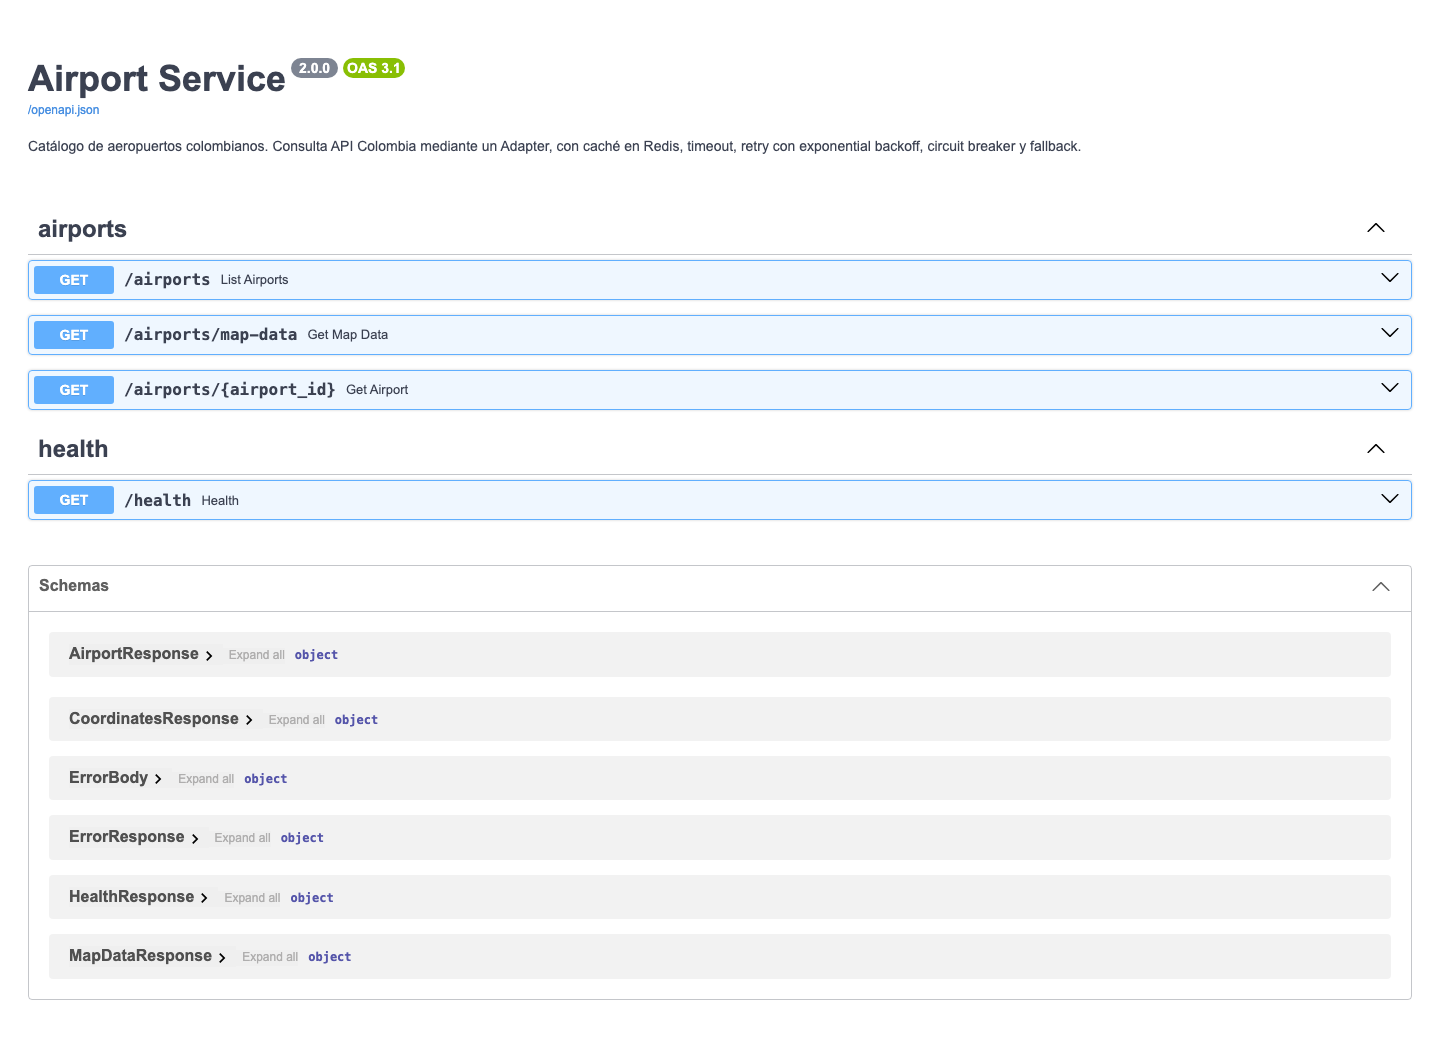 Airport Service 2.0.0 OAS 3.1
/openapi.json
Catálogo de aeropuertos colombianos. Consulta API Colombia mediante un Adapter, con caché en Redis, timeout, retry con exponential backoff, circuit breaker y fallback.
airports
GET /airports List Airports
GET /airports/map-data Get Map Data
GET /airports/{airport_id} Get Airport
health
GET /health Health
Schemas
AirportResponse Expand all object
CoordinatesResponse Expand all object
ErrorBody Expand all object
ErrorResponse Expand all object
HealthResponse Expand all object
MapDataResponse Expand all object